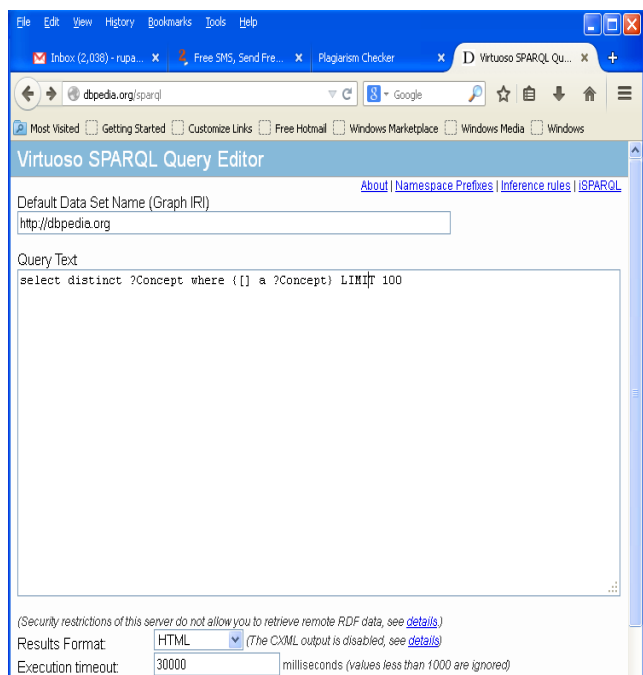 File Edit View History Bookmarks Tools Help
Inbox (2,038) - rupa... x Free SMS, Send Fre... x Plagiarism Checker x D Virtuoso SPARQL Qu... x +
dbpedia.org/sparql 8 - Google
Most Visited Getting Started Customize Links Free Hotmail Windows Marketplace Windows Media Windows
Virtuoso SPARQL Query Editor
About | Namespace Prefixes | Inference rules | iSPARQL
Default Data Set Name (Graph IRI)
http://dbpedia.org
Query Text
select distinct ?Concept where {[] a ?Concept} LIMIT 100
(Security restrictions of this server do not allow you to retrieve remote RDF data, see details.)
Results Format: HTML (The CXML output is disabled, see details)
Execution timeout: 30000 milliseconds (values less than 1000 are ignored)